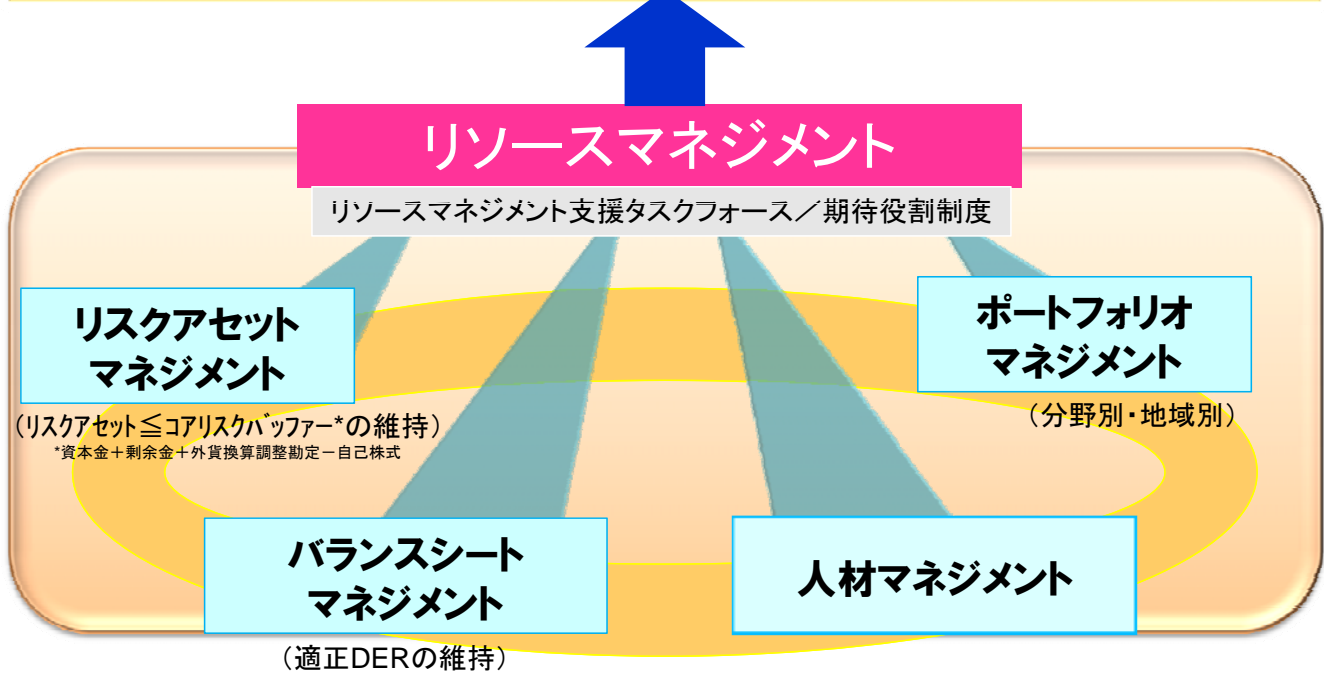 リソースマネジメント
リソースマネジメント支援タスクフォース／期待役割制度
リスクアセット
マネジメント
（リスクアセット≦コアリスクバッファー*の維持）
*資本金＋剰余金＋外貨換算調整勘定－自己株式
ポートフォリオ
マネジメント
（分野別・地域別）
バランスシート
マネジメント
（適正DERの維持）
人材マネジメント